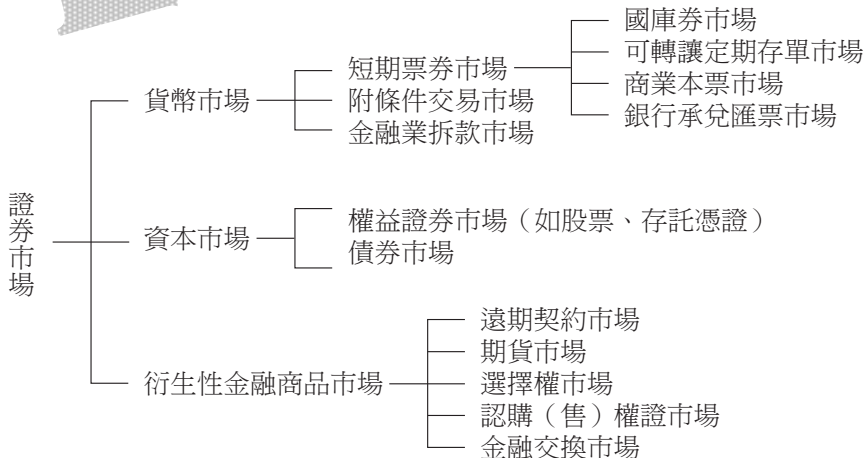 證券市場
貨幣市場
短期票券市場
國庫券市場
可轉讓定期存單市場
商業本票市場
銀行承兌匯票市場
附條件交易市場
金融業拆款市場
資本市場
權益證券市場（如股票、存託憑證）
債券市場
衍生性金融商品市場
遠期契約市場
期貨市場
選擇權市場
認購（售）權證市場
金融交換市場